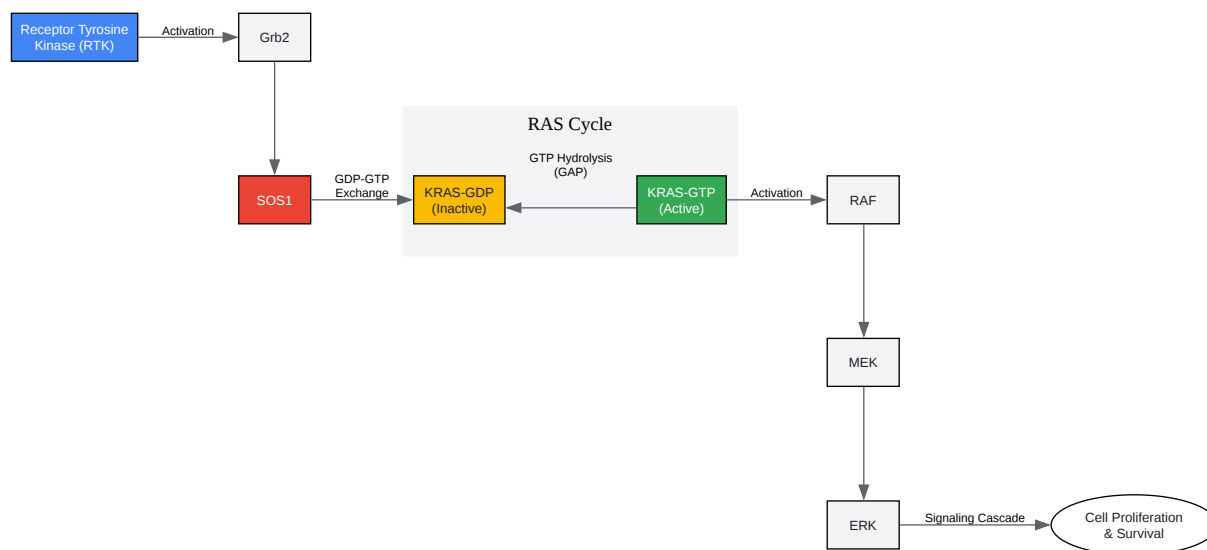 Receptor Tyrosine
Kinase (RTK)
Activation
Grb2
RAS Cycle
GTP Hydrolysis
(GAP)
SOS1
GDP-GTP
Exchange
KRAS-GDP
(Inactive)
KRAS-GTP
(Active)
Activation
RAF
MEK
ERK
Signaling Cascade
Cell Proliferation
& Survival